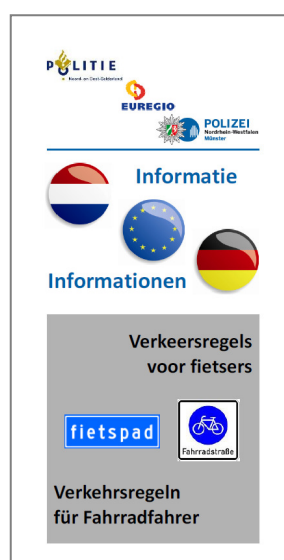 POLITIE
Noord- en Oost-Gelderland
EUREGIO
POLIZEI
Nordrhein-Westfalen
Münster
Informatie
Informationen
Verkeersregels
voor fietsers
fietspad
Fahrradstraße
Verkehrsregeln
für Fahrradfahrer